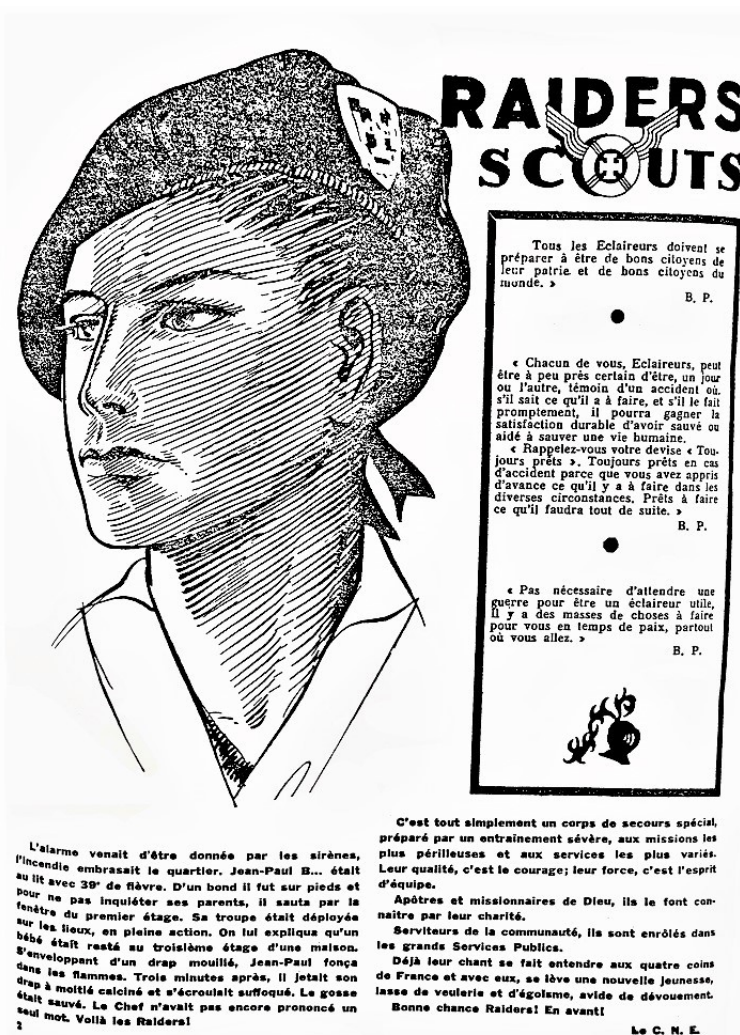 RAIDERS
SCOUTS
Tous les Eclaireurs doivent se
préparer à être de bons citoyens de
leur patrie et de bons citoyens du
monde. »
B. P.
« Chacun de vous, Eclaireurs, peut
être à peu près certain d'être, un jour
ou l'autre, témoin d'un accident où,
s'il sait ce qu'il a à faire, et s'il le fait
promptement, il pourra gagner la
satisfaction durable d'avoir sauvé ou
aidé à sauver une vie humaine.
« Rappelez-vous votre devise « Tou-
jours prêts ». Toujours prêts en cas
d'accident parce que vous avez appris
d'avance ce qu'il y a à faire dans les
diverses circonstances. Prêts à faire
ce qu'il faudra tout de suite. »
B. P.
« Pas nécessaire d'attendre une
guerre pour être un éclaireur utile,
Il y a des masses de choses à faire
pour vous en temps de paix, partout
où vous allez. »
B. P.
L'alarme venait d'être donnée par les sirènes,
l'incendie embrasait le quartier. Jean-Paul B... était
au lit avec 39° de fièvre. D'un bond il fut sur pieds et
pour ne pas inquiéter ses parents, il sauta par la
fenêtre du premier étage. Sa troupe était déployée
sur les lieux, en pleine action. On lui expliqua qu'un
bébé était resté au troisième étage d'une maison.
S'enveloppant d'un drap mouillé, Jean-Paul fonça
dans les flammes. Trois minutes après, il jetait son
drap à moitié calciné et s'écroulait suffoqué. Le gosse
était sauvé. Le Chef n'avait pas encore prononcé un
seul mot. Voilà les Raiders!
2
C'est tout simplement un corps de secours spécial,
préparé par un entraînement sévère, aux missions les
plus périlleuses et aux services les plus variés.
Leur qualité, c'est le courage; leur force, c'est l'esprit
d'équipe.
Apôtres et missionnaires de Dieu, ils le font con-
naître par leur charité.
Serviteurs de la communauté, ils sont enrôlés dans
les grands Services Publics.
Déjà leur chant se fait entendre aux quatre coins
de France et avec eux, se lève une nouvelle jeunesse,
lasse de veulerie et d'égoïsme, avide de dévouement.
Bonne chance Raiders! En avant!
Le C. N. E.